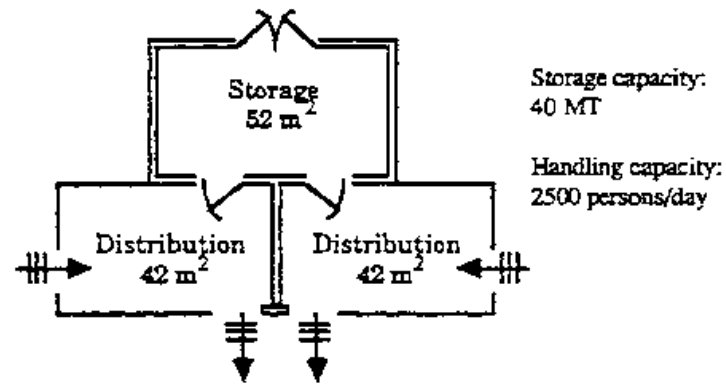 Storage
52 m²
Storage capacity:
40 MT
Handling capacity:
2500 persons/day
Distribution
42 m²
Distribution
42 m²